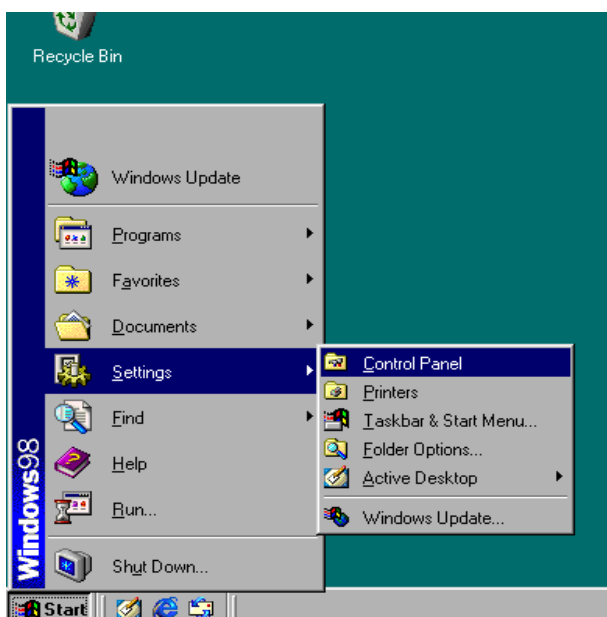 Recycle Bin
Windows Update
Programs
Favorites
Documents
Settings
Find
Help
Run...
Shut Down...
Windows98
Control Panel
Printers
Taskbar & Start Menu...
Folder Options...
Active Desktop
Windows Update...
Start